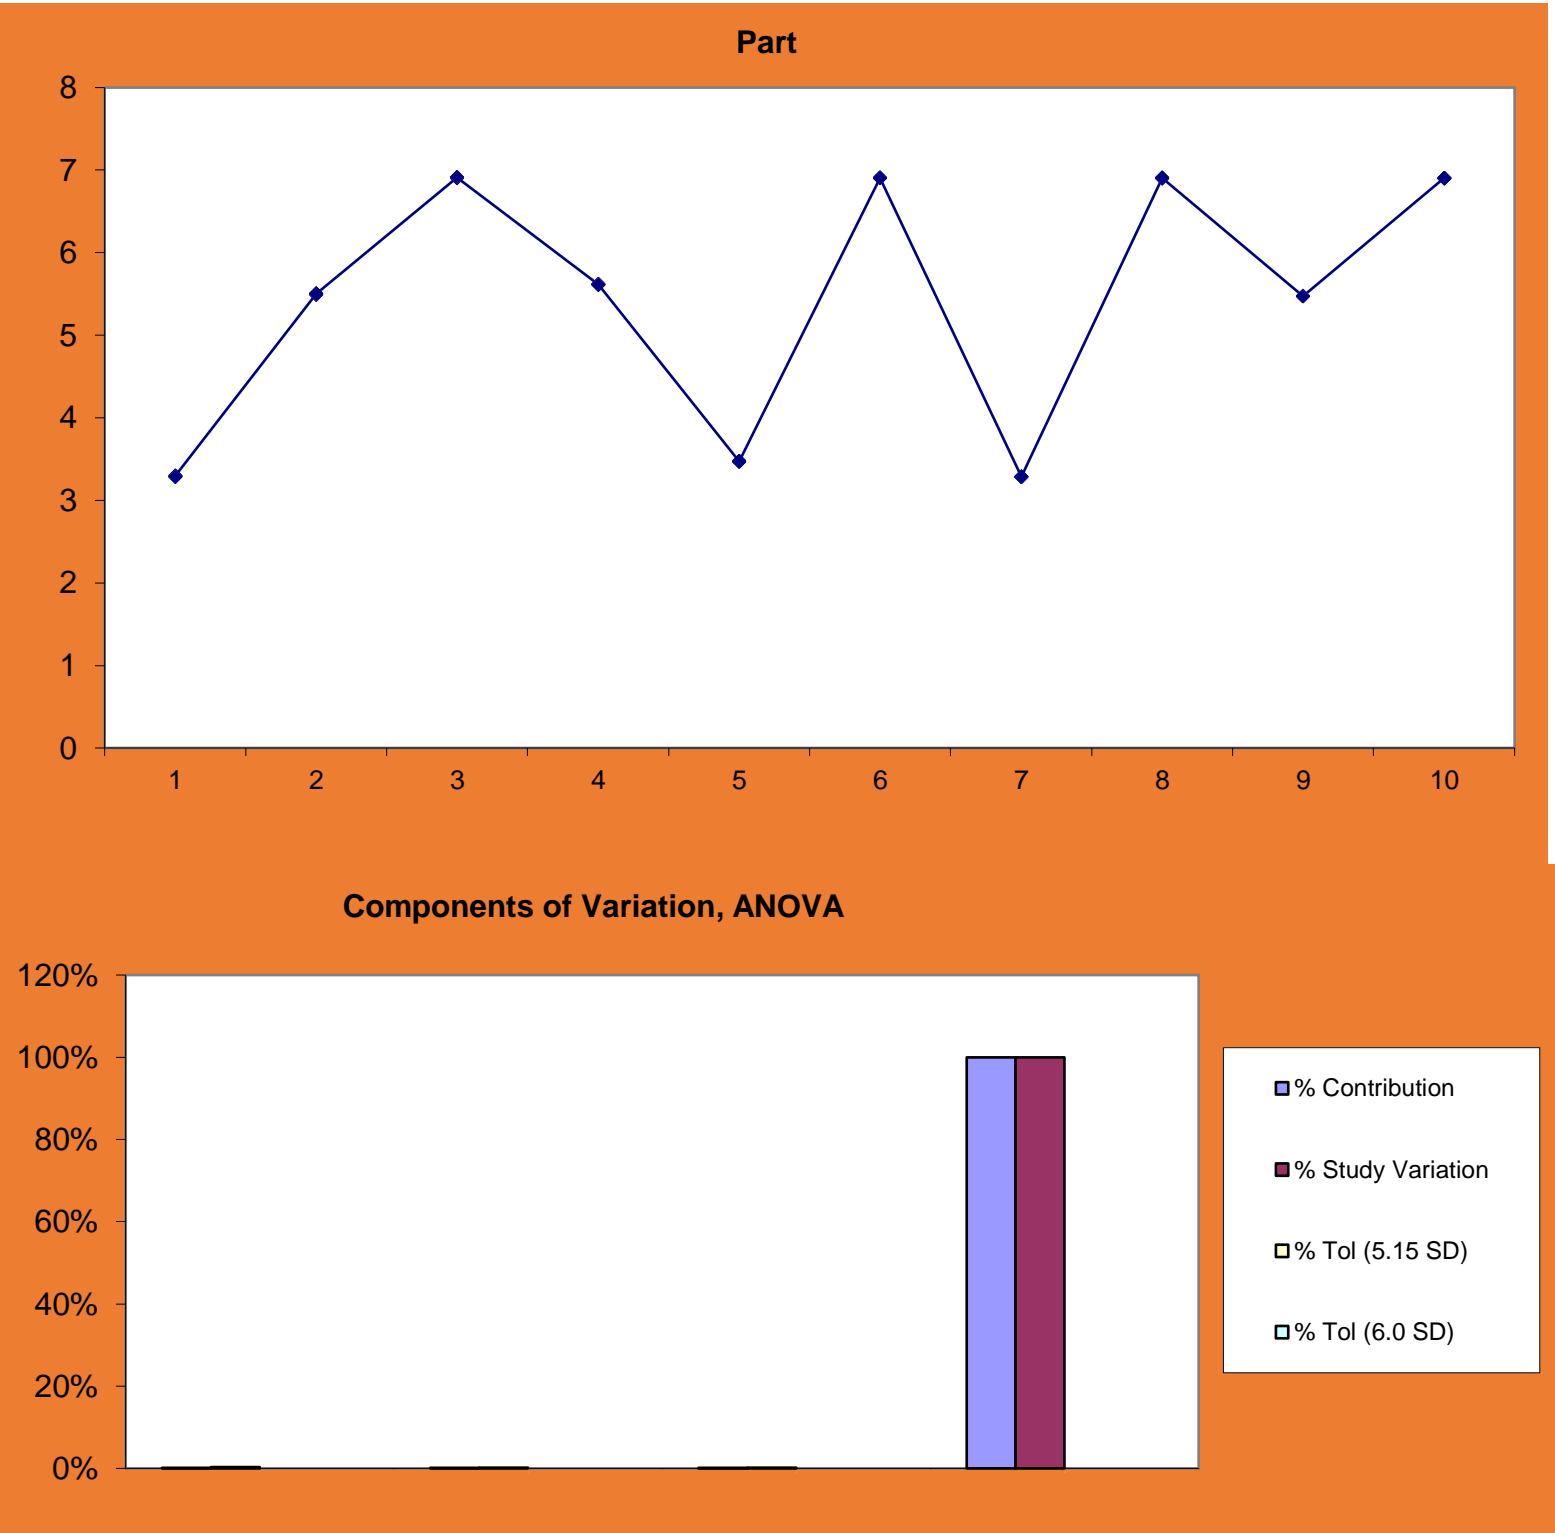 Part
8
7
6
5
4
3
2
1
0
1 2 3 4 5 6 7 8 9 10
Components of Variation, ANOVA
120%
100%
80%
60%
40%
20%
0%
% Contribution
% Study Variation
% Tol (5.15 SD)
% Tol (6.0 SD)